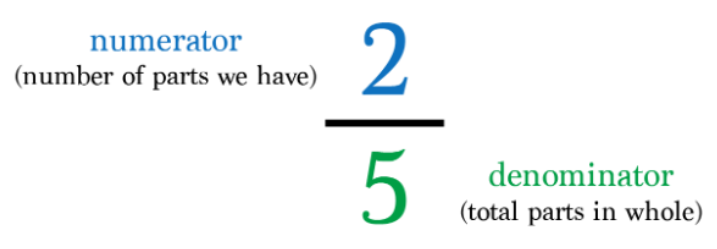 numerator
(number of parts we have)
2
5
denominator
(total parts in whole)